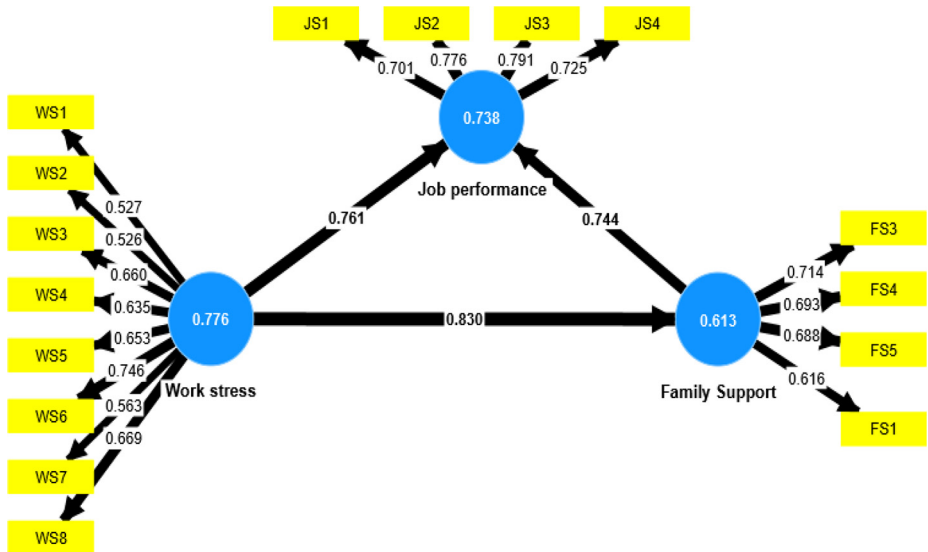 JS1 JS2 JS3 JS4
0.701 0.776 0.791 0.725
0.738
Job performance
WS1
WS2
WS3
WS4
WS5
WS6
WS7
WS8
0.527
0.526
0.660
0.635
0.653
0.746
0.563
0.669
0.776
Work stress
0.761
0.744
0.830
0.613
Family Support
0.714
0.693
0.688
0.616
FS3
FS4
FS5
FS1